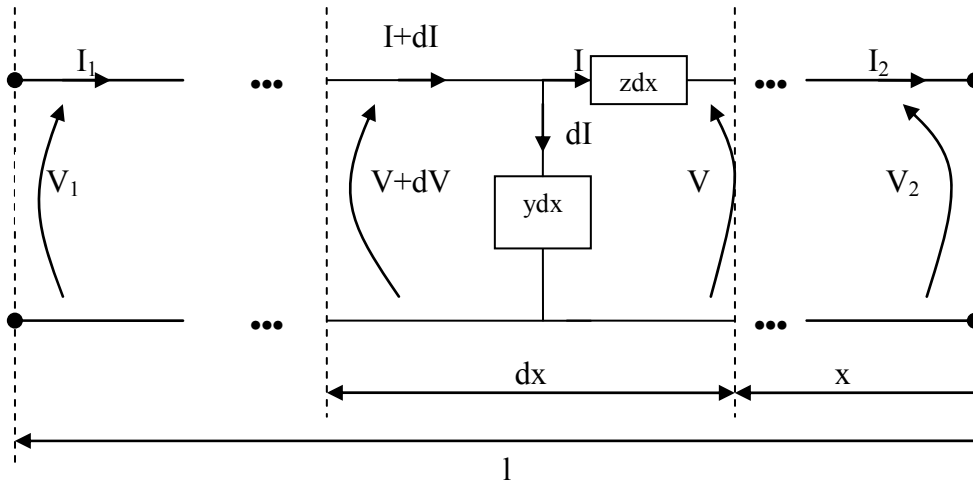 I+dI
I₁
I
I₂
zdx
dI
V₁
V+dV
ydx
V
V₂
dx
x
l